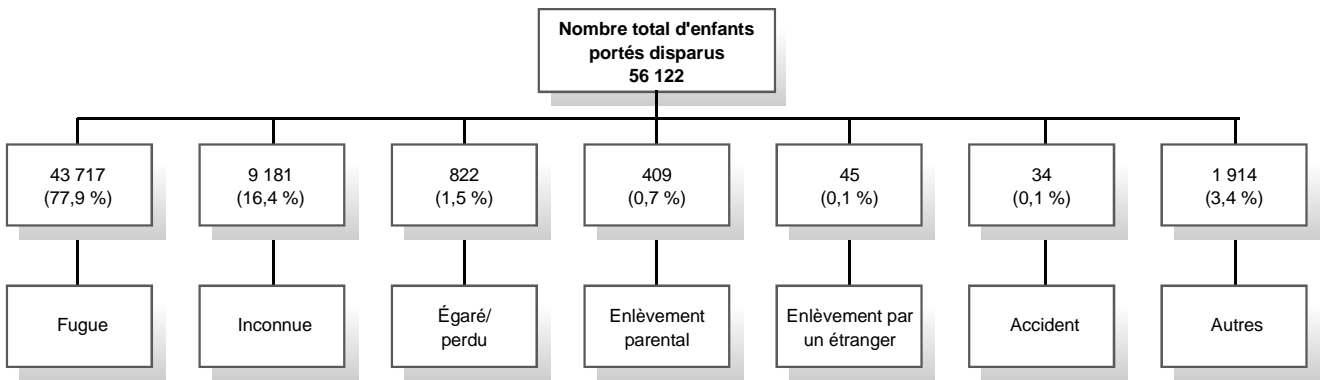 Nombre total d'enfants
portés disparus
56 122
43 717
(77,9 %)
9 181
(16,4 %)
822
(1,5 %)
409
(0,7 %)
45
(0,1 %)
34
(0,1 %)
1 914
(3,4 %)
Fugue
Inconnue
Égaré/
perdu
Enlèvement
parental
Enlèvement par
un étranger
Accident
Autres